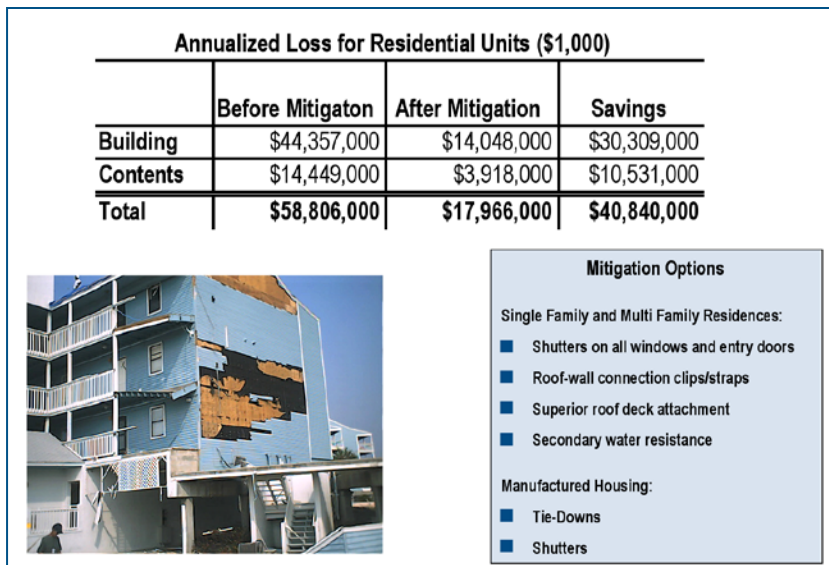 Annualized Loss for Residential Units ($1,000)
Before Mitigaton After Mitigation Savings
Building $44,357,000 $14,048,000 $30,309,000
Contents $14,449,000 $3,918,000 $10,531,000
Total $58,806,000 $17,966,000 $40,840,000
Mitigation Options
Single Family and Multi Family Residences:
Shutters on all windows and entry doors
Roof-wall connection clips/straps
Superior roof deck attachment
Secondary water resistance
Manufactured Housing:
Tie-Downs
Shutters